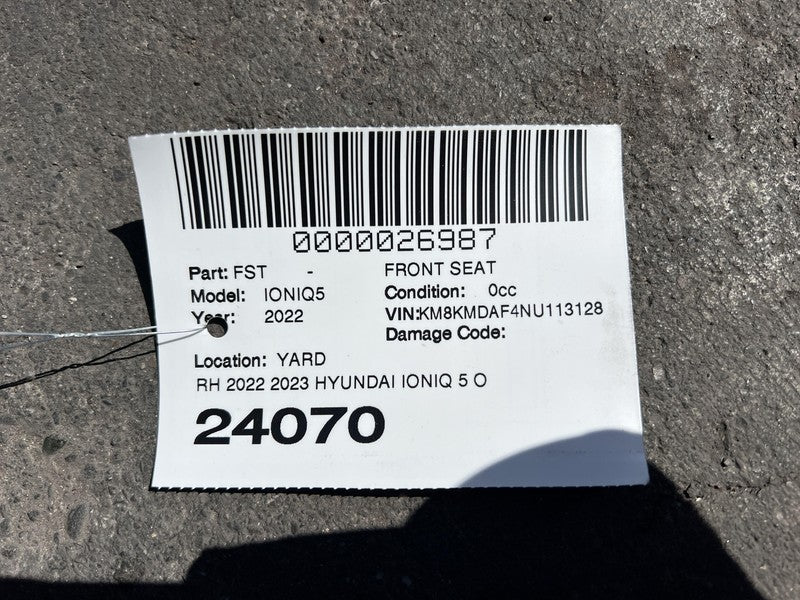 0000026987
Part: FST - FRONT SEAT
Model: IONIQ5 Condition: 0cc
Year: 2022 VIN:KM8KMDAF4NU113128
Damage Code:
Location: YARD
RH 2022 2023 HYUNDAI IONIQ 5 O
24070